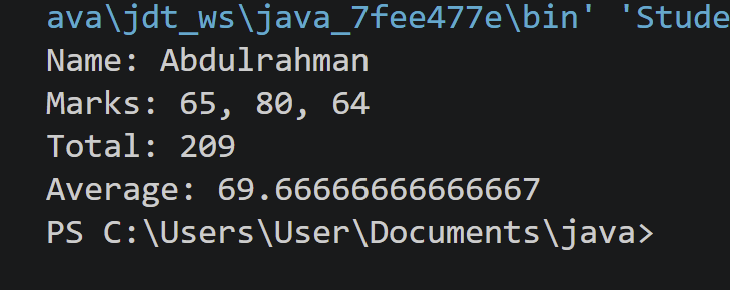 ava\jdt_ws\java_7fee477e\bin' 'Stude
Name: Abdulrahman
Marks: 65, 80, 64
Total: 209
Average: 69.66666666666667
PS C:\Users\User\Documents\java>